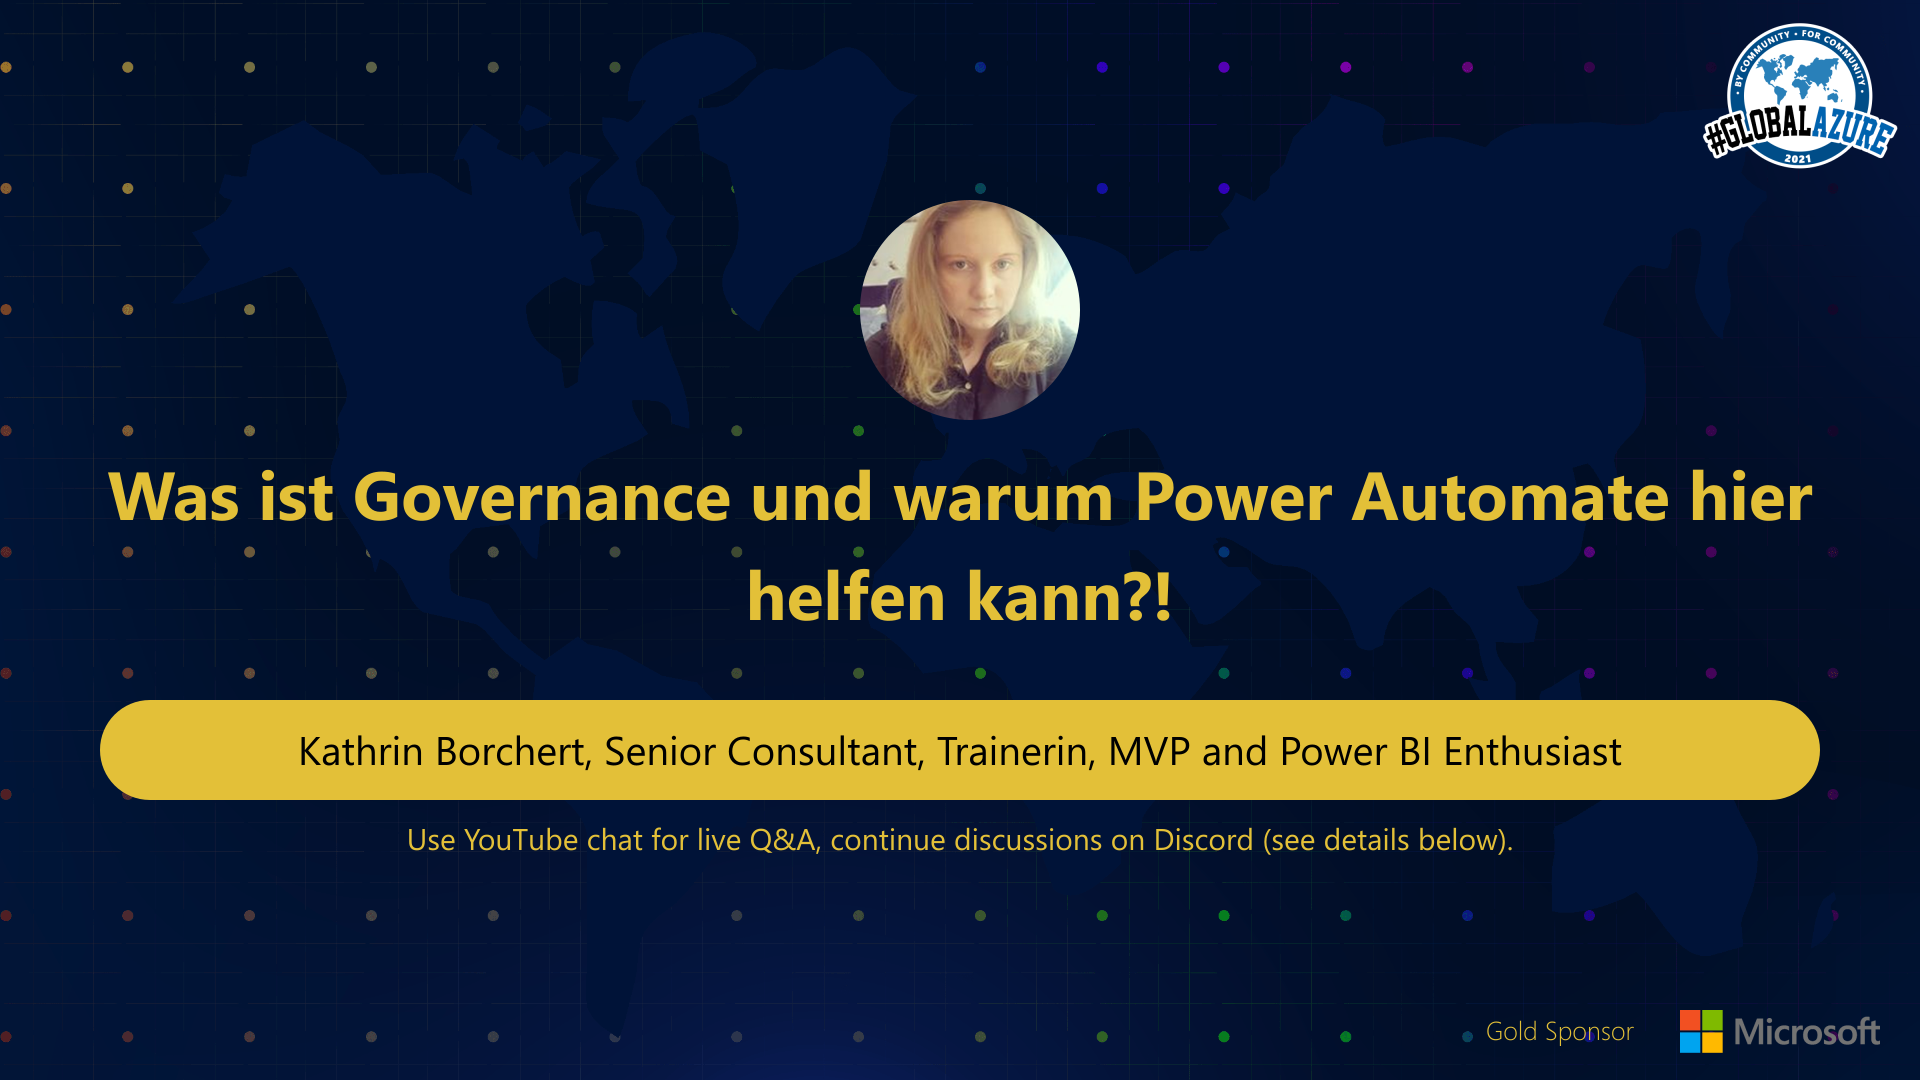 • BY COMMUNITY • FOR COMMUNITY •
#GLOBALAZURE
2021
Was ist Governance und warum Power Automate hier
helfen kann?!
Kathrin Borchert, Senior Consultant, Trainerin, MVP and Power BI Enthusiast
Use YouTube chat for live Q&A, continue discussions on Discord (see details below).
Gold Sponsor
Microsoft